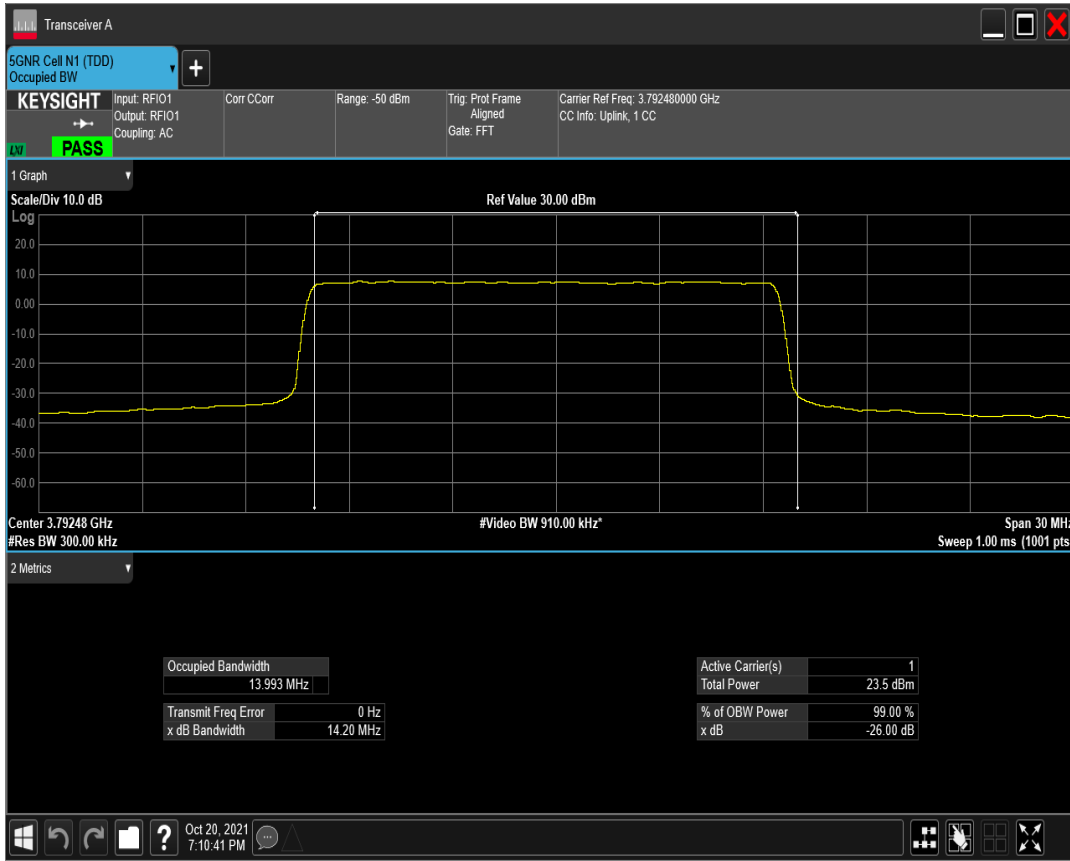 Transceiver A
5GNR Cell N1 (TDD)
Occupied BW
+
KEYSIGHT
LXI
PASS
Input: RFIO1
Output: RFIO1
Coupling: AC
Corr CCorr
Range: -50 dBm
Trig: Prot Frame
Aligned
Gate: FFT
Carrier Ref Freq: 3.792480000 GHz
CC Info: Uplink, 1 CC
1 Graph
Scale/Div 10.0 dB
Ref Value 30.00 dBm
Log
20.0
10.0
0.00
-10.0
-20.0
-30.0
-40.0
-50.0
-60.0
Center 3.79248 GHz
#Video BW 910.00 kHz*
Span 30 MHz
#Res BW 300.00 kHz
Sweep 1.00 ms (1001 pts
2 Metrics
Occupied Bandwidth
13.993 MHz
Transmit Freq Error 0 Hz
x dB Bandwidth 14.20 MHz
Active Carrier(s) 1
Total Power 23.5 dBm
% of OBW Power 99.00 %
x dB -26.00 dB
?
Oct 20, 2021
7:10:41 PM